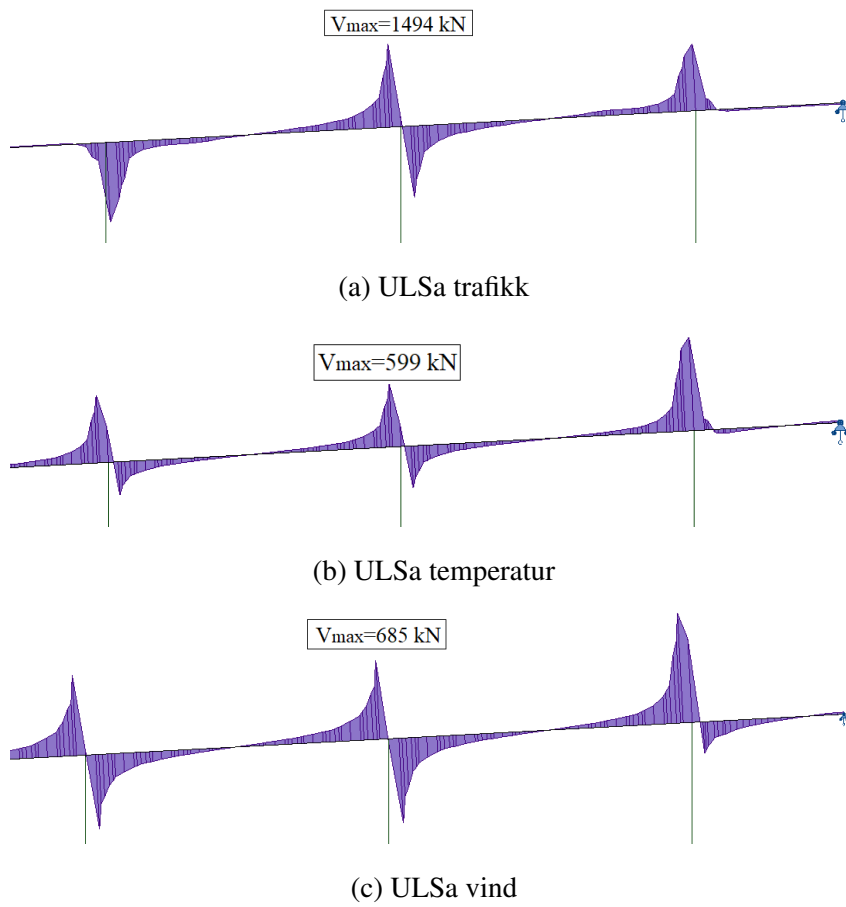 Vmax=1494 kN
(a) ULSa trafikk
Vmax=599 kN
(b) ULSa temperatur
Vmax=685 kN
(c) ULSa vind